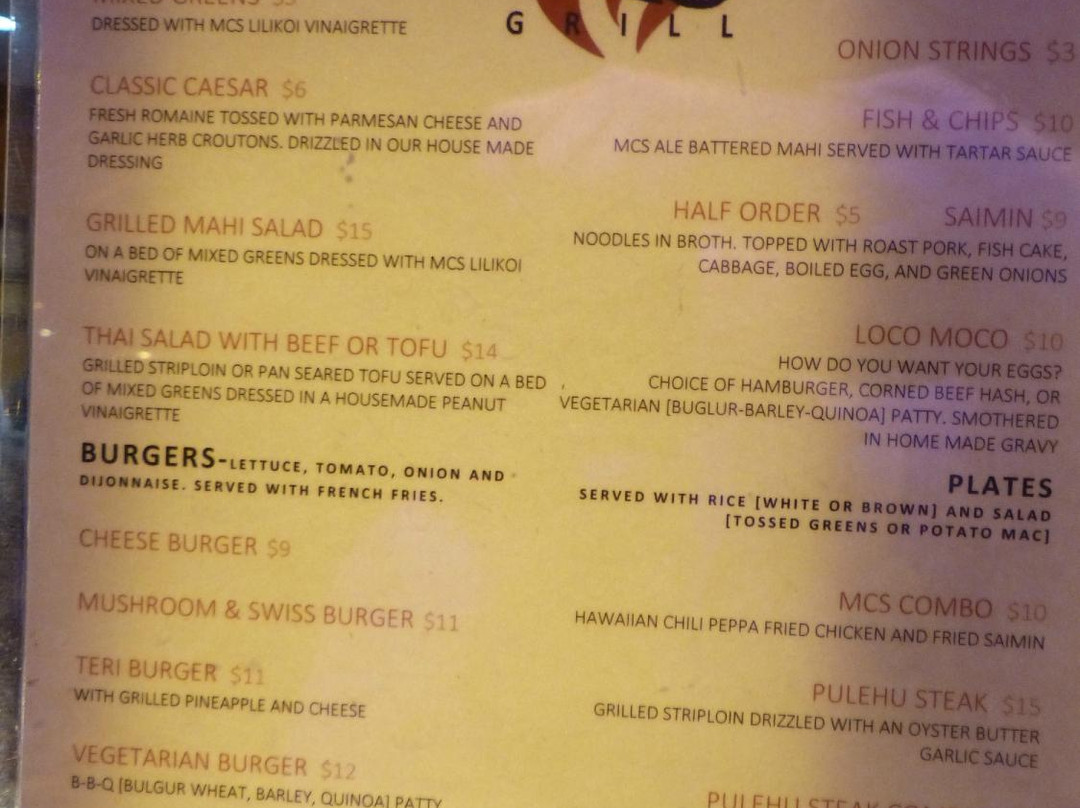 MIXED GREENS $5
DRESSED WITH MCS LILIKOI VINAIGRETTE
CLASSIC CAESAR $6
FRESH ROMAINE TOSSED WITH PARMESAN CHEESE AND
GARLIC HERB CROUTONS. DRIZZLED IN OUR HOUSE MADE
DRESSING
GRILLED MAHI SALAD $15
ON A BED OF MIXED GREENS DRESSED WITH MCS LILIKOI
VINAIGRETTE
THAI SALAD WITH BEEF OR TOFU $14
GRILLED STRIPLOIN OR PAN SEARED TOFU SERVED ON A BED
OF MIXED GREENS DRESSED IN A HOUSEMADE PEANUT
VINAIGRETTE
BURGERS-LETTUCE, TOMATO, ONION AND
DIJONNAISE. SERVED WITH FRENCH FRIES.
CHEESE BURGER $9
MUSHROOM & SWISS BURGER $11
TERI BURGER $11
WITH GRILLED PINEAPPLE AND CHEESE
VEGETARIAN BURGER $12
B-B-Q [BULGUR WHEAT, BARLEY, QUINOA] PATTY
GRILL
ONION STRINGS $3
FISH & CHIPS $10
MCS ALE BATTERED MAHI SERVED WITH TARTAR SAUCE
HALF ORDER $5 SAIMIN $9
NOODLES IN BROTH. TOPPED WITH ROAST PORK, FISH CAKE,
CABBAGE, BOILED EGG, AND GREEN ONIONS
LOCO MOCO $10
HOW DO YOU WANT YOUR EGGS?
CHOICE OF HAMBURGER, CORNED BEEF HASH, OR
VEGETARIAN [BUGLUR-BARLEY-QUINOA] PATTY. SMOTHERED
IN HOME MADE GRAVY
PLATES
SERVED WITH RICE [WHITE OR BROWN] AND SALAD
[TOSSED GREENS OR POTATO MAC]
MCS COMBO $10
HAWAIIAN CHILI PEPPA FRIED CHICKEN AND FRIED SAIMIN
PULEHU STEAK $15
GRILLED STRIPLOIN DRIZZLED WITH AN OYSTER BUTTER
GARLIC SAUCE
PULEHU STEAK